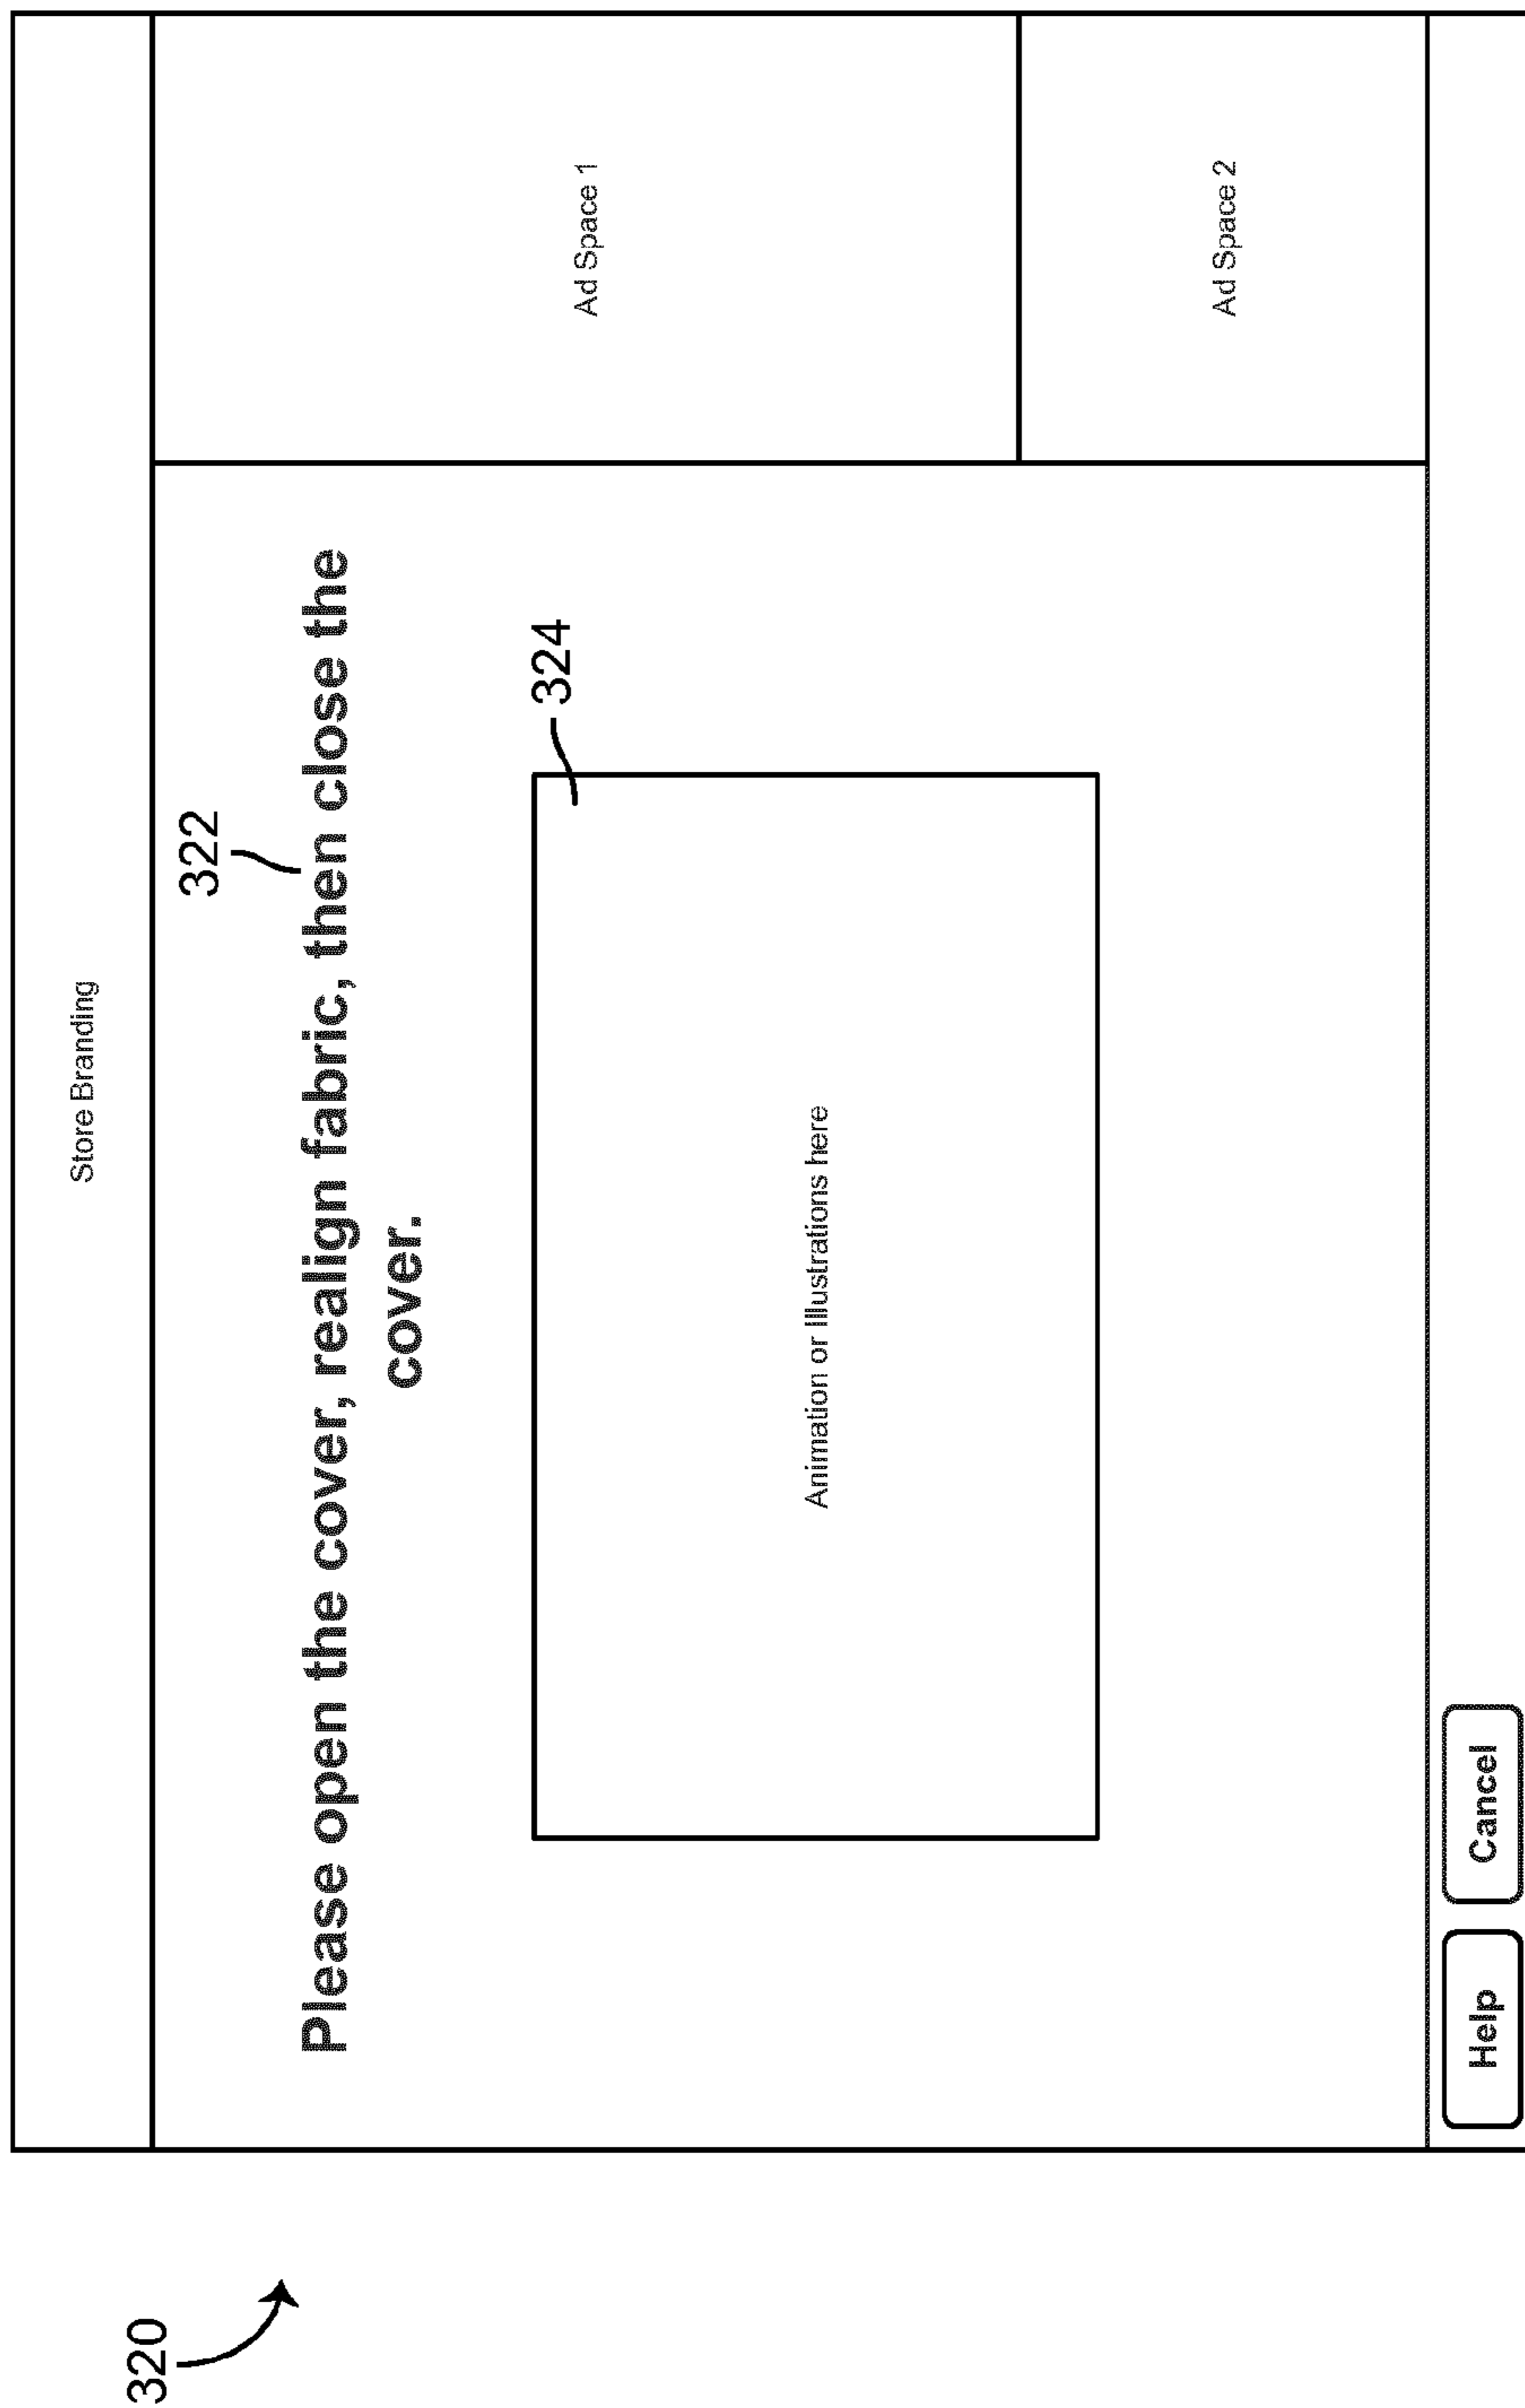 320
Store Branding
322
Please open the cover, realign fabric, then close the
cover.
324
Animation or Illustrations here
Ad Space 1
Ad Space 2
Help
Cancel